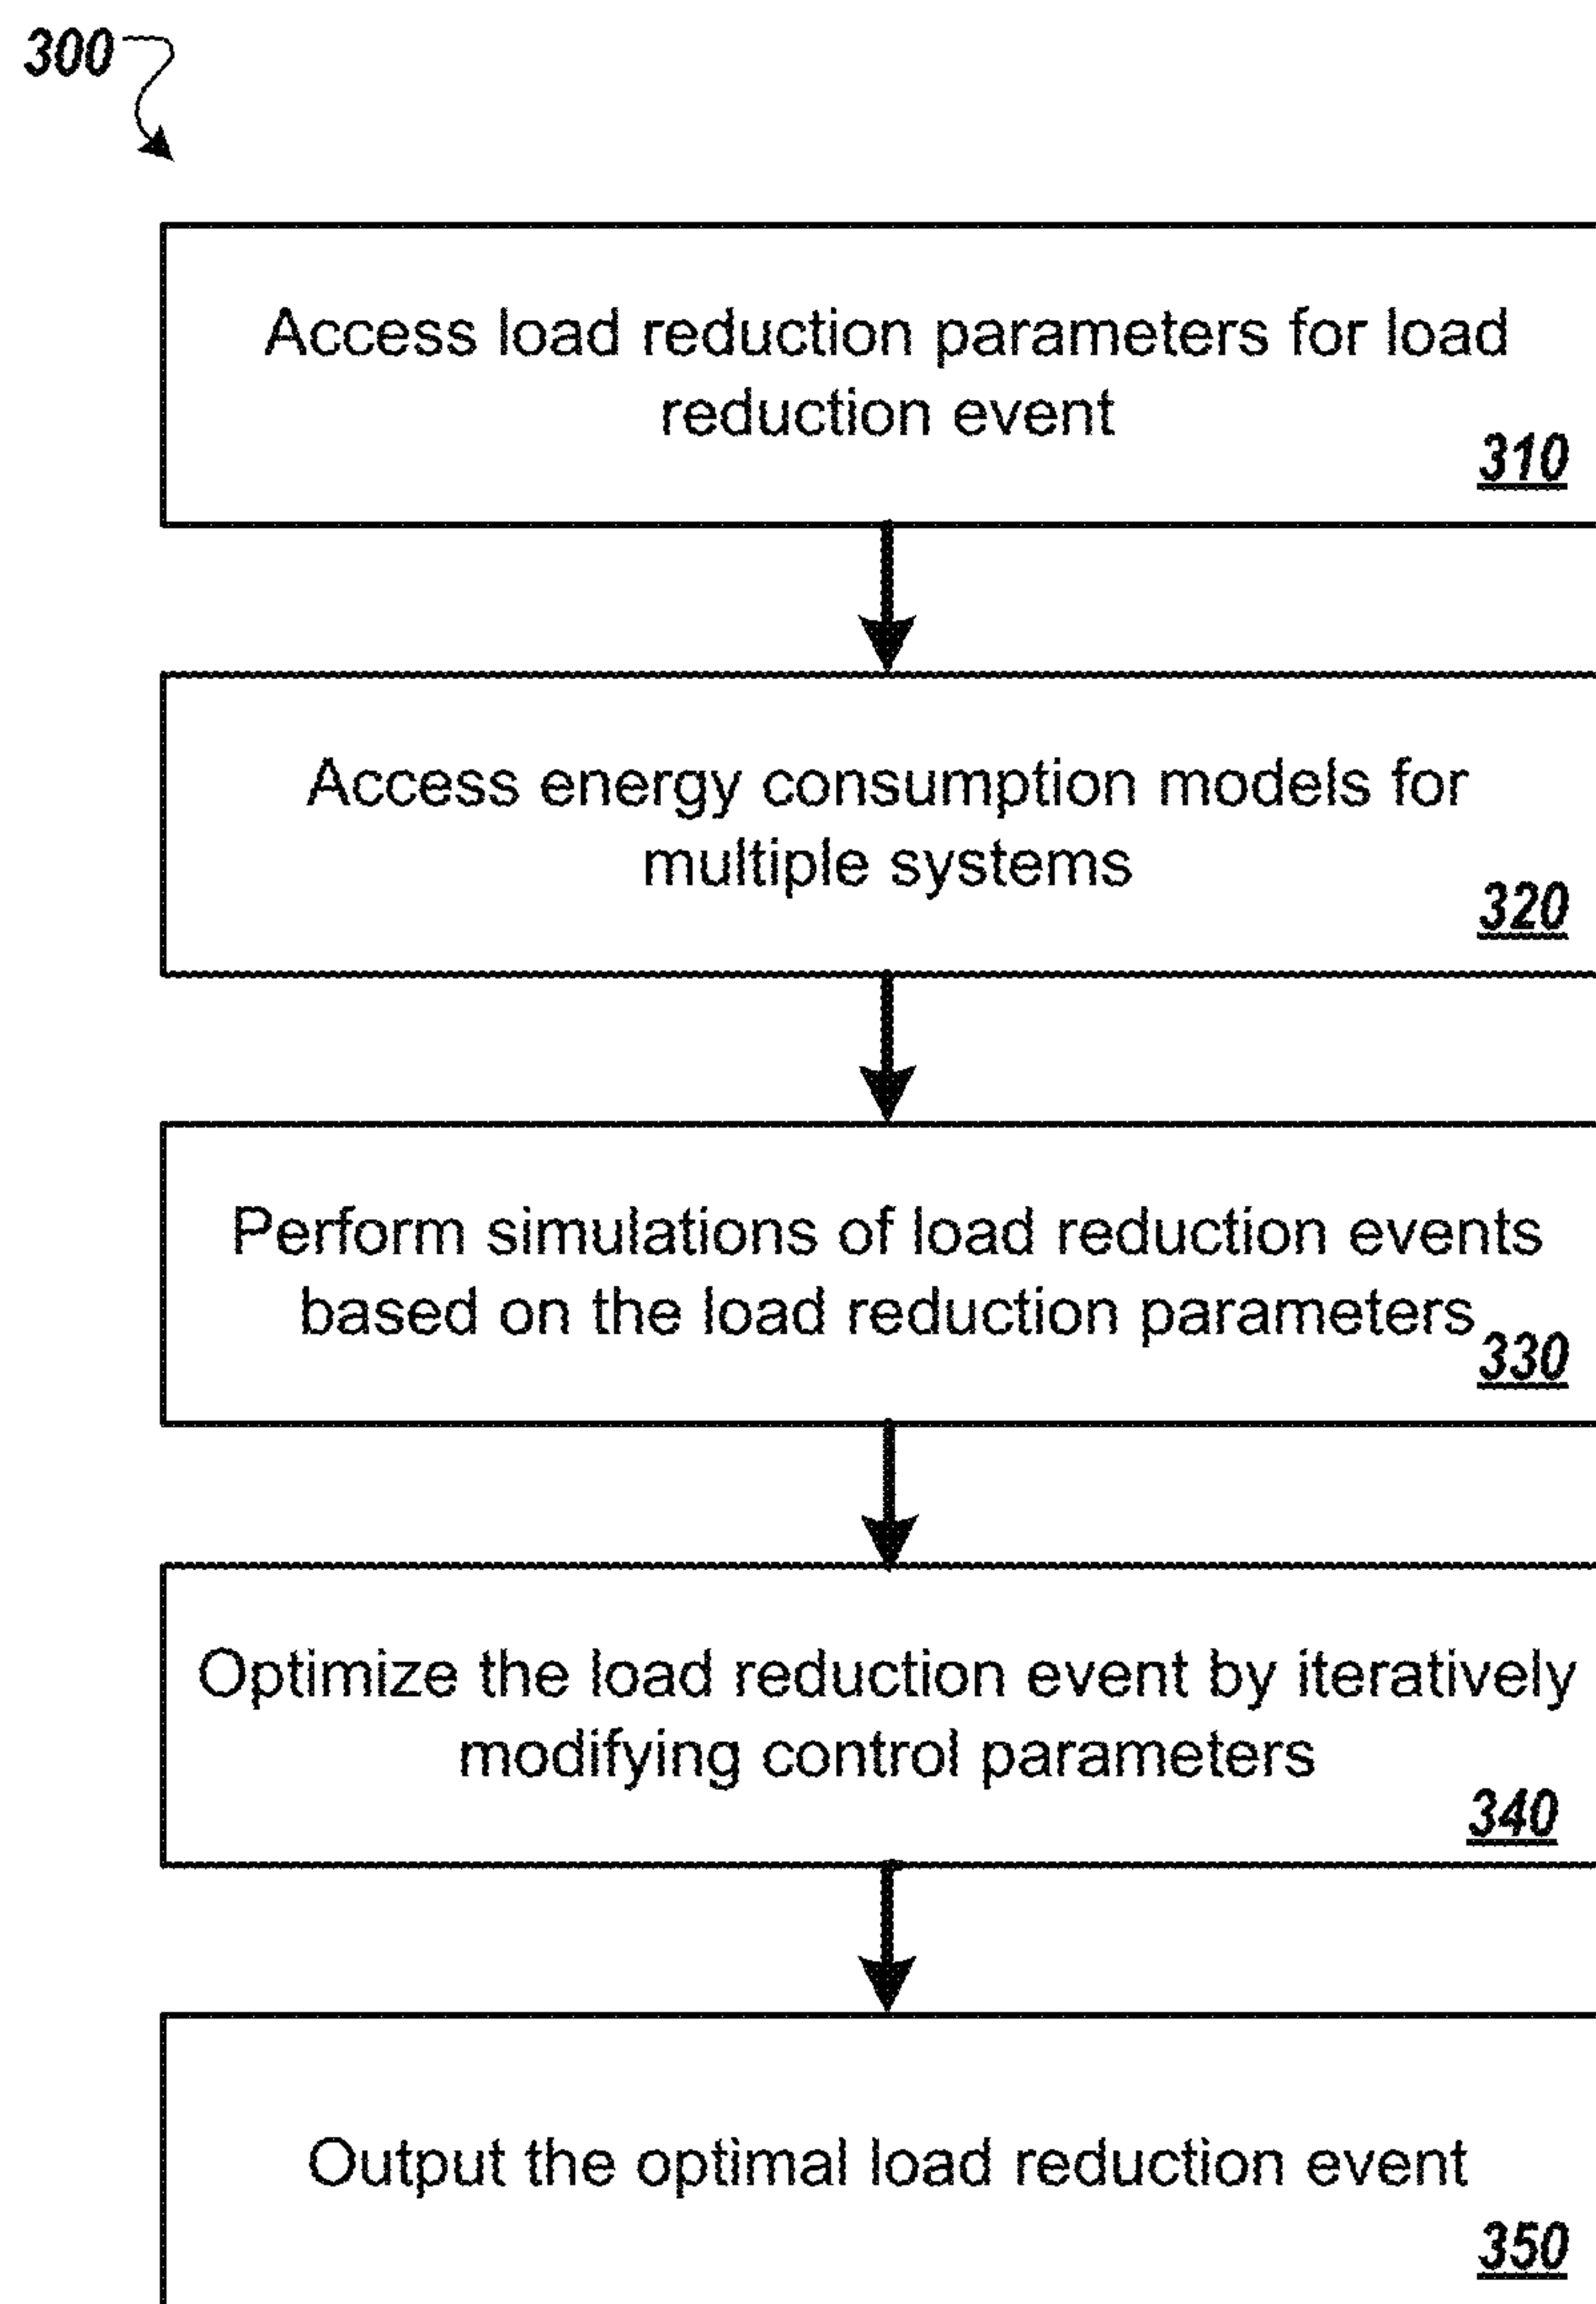 300
Access load reduction parameters for load
reduction event
310
Access energy consumption models for
multiple systems
320
Perform simulations of load reduction events
based on the load reduction parameters
330
Optimize the load reduction event by iteratively
modifying control parameters
340
Output the optimal load reduction event
350